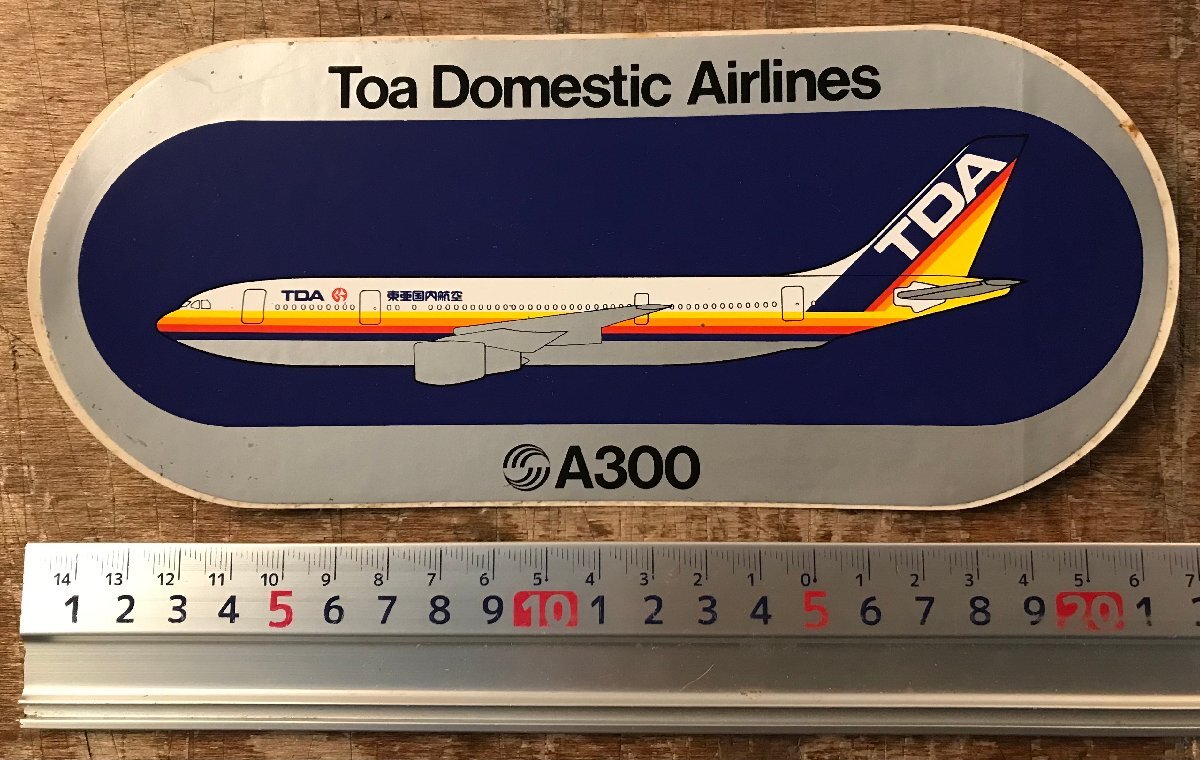 Toa Domestic Airlines
TDA
TDA 東亜国内航空
A300
14 13 12 11 10 9 8 7 6 5 4 3 2 1 0 1 2 3 4 5 6 7
1 2 3 4 5 6 7 8 9 10 1 2 3 4 5 6 7 8 9 20 1